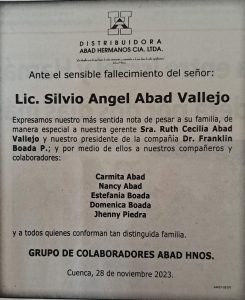 DISTRIBUIDORA
ABAD HERMANOS CIA. LTDA.
Ante el sensible fallecimiento del señor:
Lic. Silvio Angel Abad Vallejo
Expresamos nuestro más sentida nota de pesar a su familia, de
manera especial a nuestra gerente Sra. Ruth Cecilia Abad
Vallejo y nuestro presidente de la compañía Dr. Franklin
Boada P.; y por medio de ellos a nuestros compañeros y
colaboradores:
Carmita Abad
Nancy Abad
Estefania Boada
Domenica Boada
Jhenny Piedra
y a todos quienes conforman tan distinguida familia.
GRUPO DE COLABORADORES ABAD HNOS.
Cuenca, 28 de noviembre 2023.